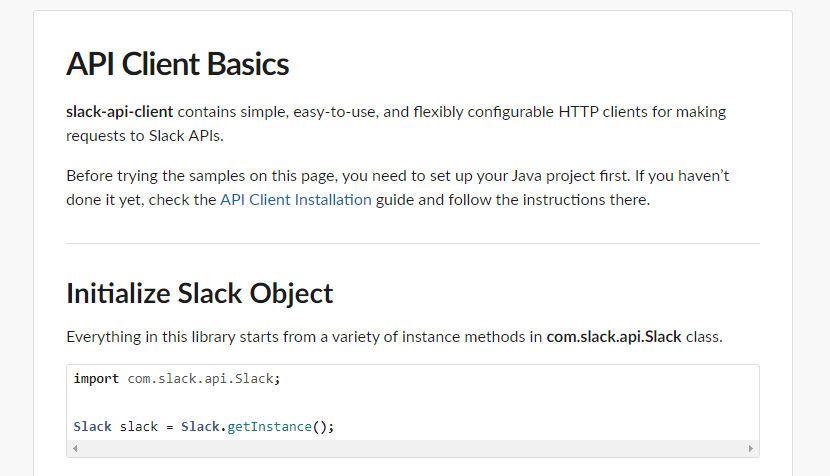 API Client Basics
slack-api-client contains simple, easy-to-use, and flexibly configurable HTTP clients for making
requests to Slack APIs.
Before trying the samples on this page, you need to set up your Java project first. If you haven’t
done it yet, check the API Client Installation guide and follow the instructions there.
Initialize Slack Object
Everything in this library starts from a variety of instance methods in com.slack.api.Slack class.
import com.slack.api.Slack;
Slack slack = Slack.getInstance();